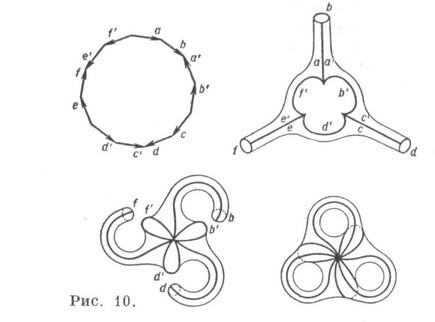 f' a
e' b
f a'
e b'
d' c
c' d
b
a a'
f' b'
e' c'
e d' c
f d
f f'
b' b
d' d
Рис. 10.